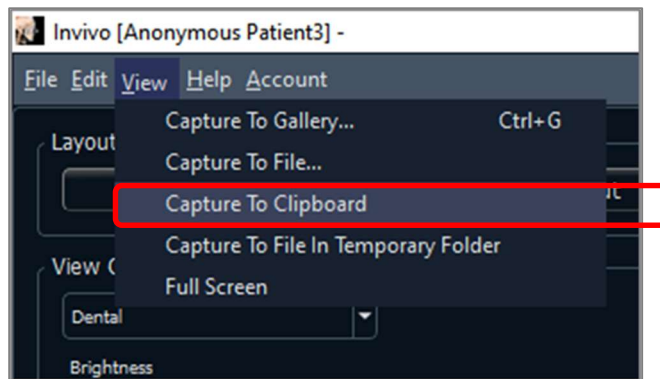 Invivo [Anonymous Patient3] -
File Edit View Help Account
Capture To Gallery... Ctrl+G
Layout
Capture To File...
Capture To Clipboard
Capture To File In Temporary Folder
View
Full Screen
Dental
Brightness